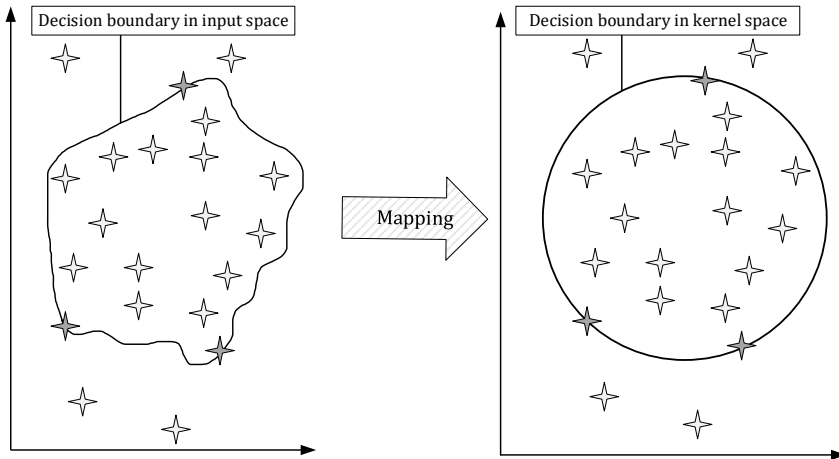 Decision boundary in input space
Decision boundary in kernel space
Mapping